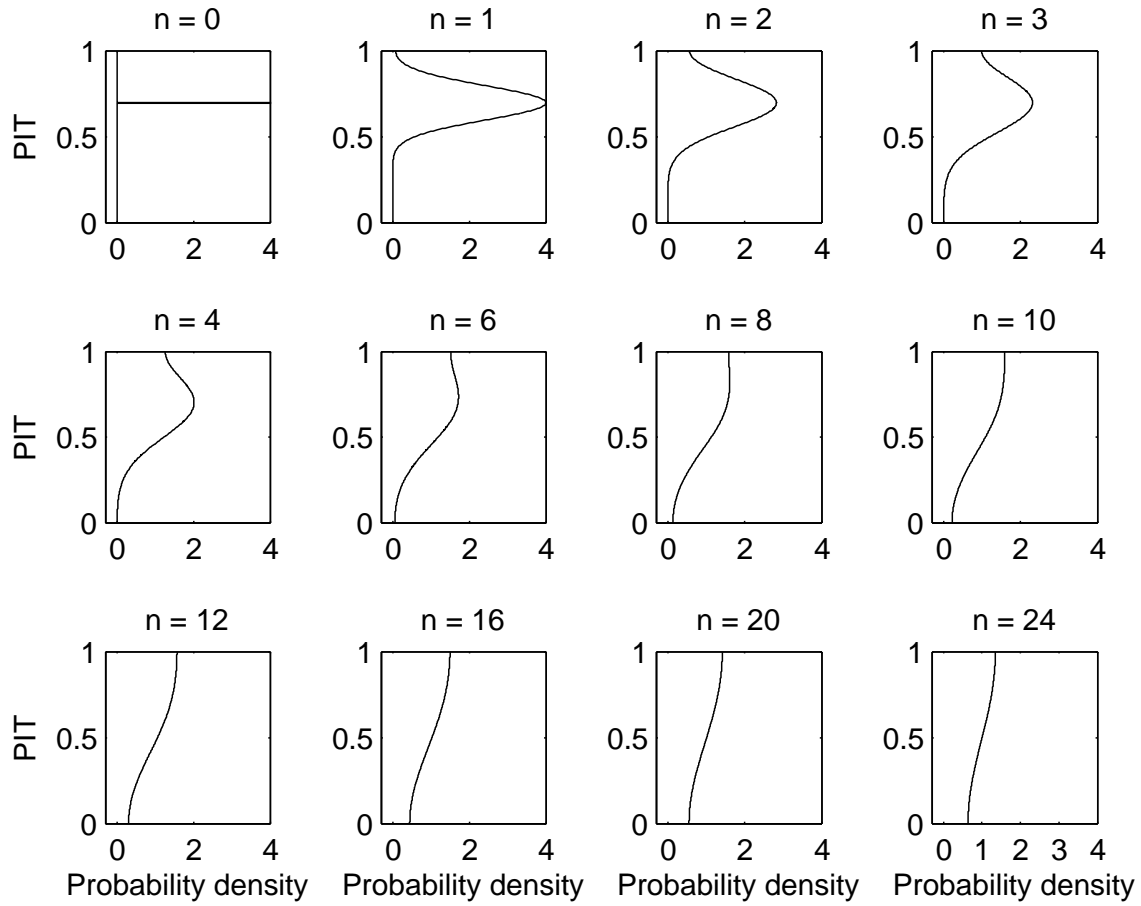 n = 0 n = 1 n = 2 n = 3
1 1 1 1
PIT 0.5 0.5 0.5 0.5
0 0 0 0
0 2 4 0 2 4 0 2 4 0 2 4
n = 4 n = 6 n = 8 n = 10
1 1 1 1
PIT 0.5 0.5 0.5 0.5
0 0 0 0
0 2 4 0 2 4 0 2 4 0 2 4
n = 12 n = 16 n = 20 n = 24
1 1 1 1
PIT 0.5 0.5 0.5 0.5
0 0 0 0
0 2 4 0 2 4 0 2 4 0 1 2 3 4
Probability density Probability density Probability density Probability density